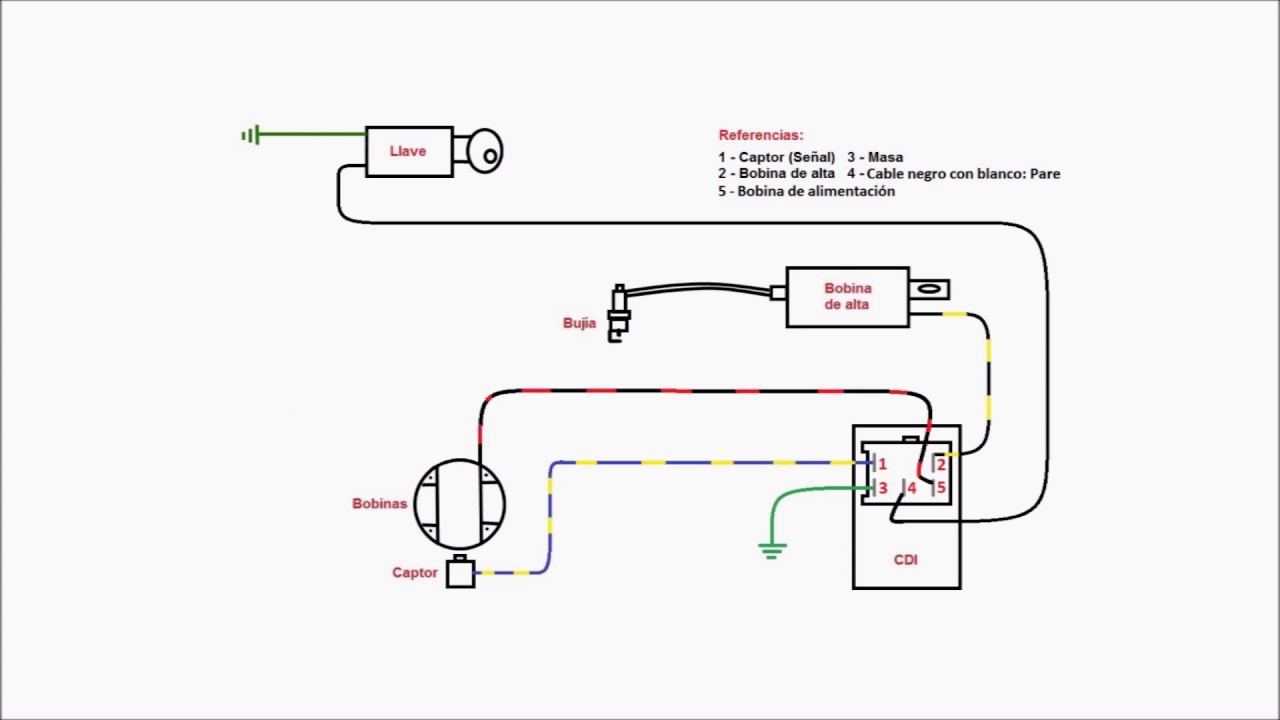 Llave
Referencias:
1 - Captor (Señal) 3 - Masa
2 - Bobina de alta 4 - Cable negro con blanco: Pare
5 - Bobina de alimentación
Bobina
de alta
Bujía
1 2
3 4 5
Bobinas
CDI
Captor